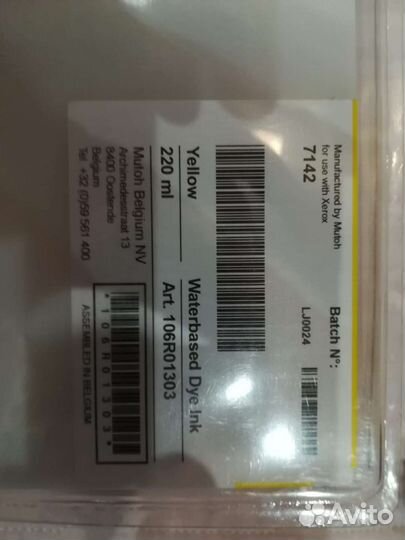 Manufactured by Mutoh
for use with Xerox
7142
Batch N°:
LJ0024
Yellow
Waterbased Dye Ink
220 ml
Art. 106R01303
Mutoh Belgium NV
Archimedesstraat 13
8400 Oostende
Belgium
Tel. +32 (0)59 561 400
*106R01303*
ASSEMBLED IN BELGIUM
Avito